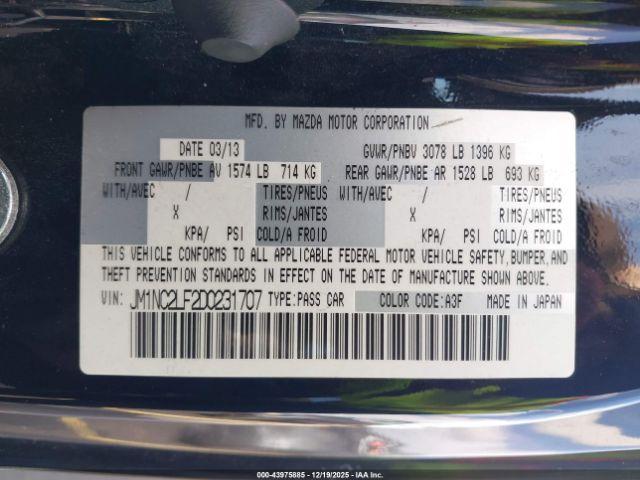 MFD. BY MAZDA MOTOR CORPORATION
DATE 03/13 GVWR/PNBV 3078 LB 1396 KG
FRONT GAWR/PNBE AV 1574 LB 714 KG REAR GAWR/PNBE AR 1528 LB 693 KG
WITH/AVEC / TIRES/PNEUS WITH/AVEC / TIRES/PNEUS
X RIMS/JANTES X RIMS/JANTES
KPA/ PSI COLD/A FROID KPA/ PSI COLD/A FROID
THIS VEHICLE CONFORMS TO ALL APPLICABLE FEDERAL MOTOR VEHICLE SAFETY, BUMPER, AND
THEFT PREVENTION STANDARDS IN EFFECT ON THE DATE OF MANUFACTURE SHOWN ABOVE.
VIN: JM1NC2LF2D0231707 TYPE: PASS CAR COLOR CODE: A3F MADE IN JAPAN
00-43975885 - 12/19/2025 - IAAI.COM